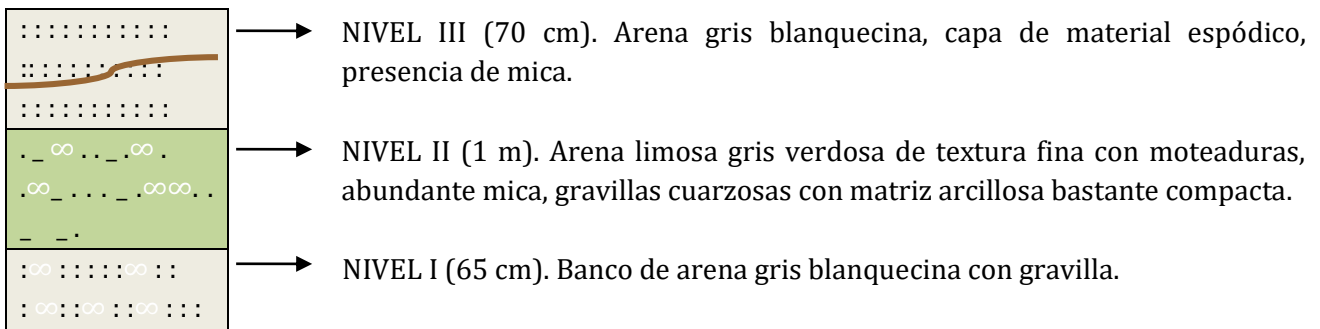 NIVEL III (70 cm). Arena gris blanquecina, capa de material espódico,
presencia de mica.
NIVEL II (1 m). Arena limosa gris verdosa de textura fina con moteaduras,
abundante mica, gravillas cuarzosas con matriz arcillosa bastante compacta.
NIVEL I (65 cm). Banco de arena gris blanquecina con gravilla.